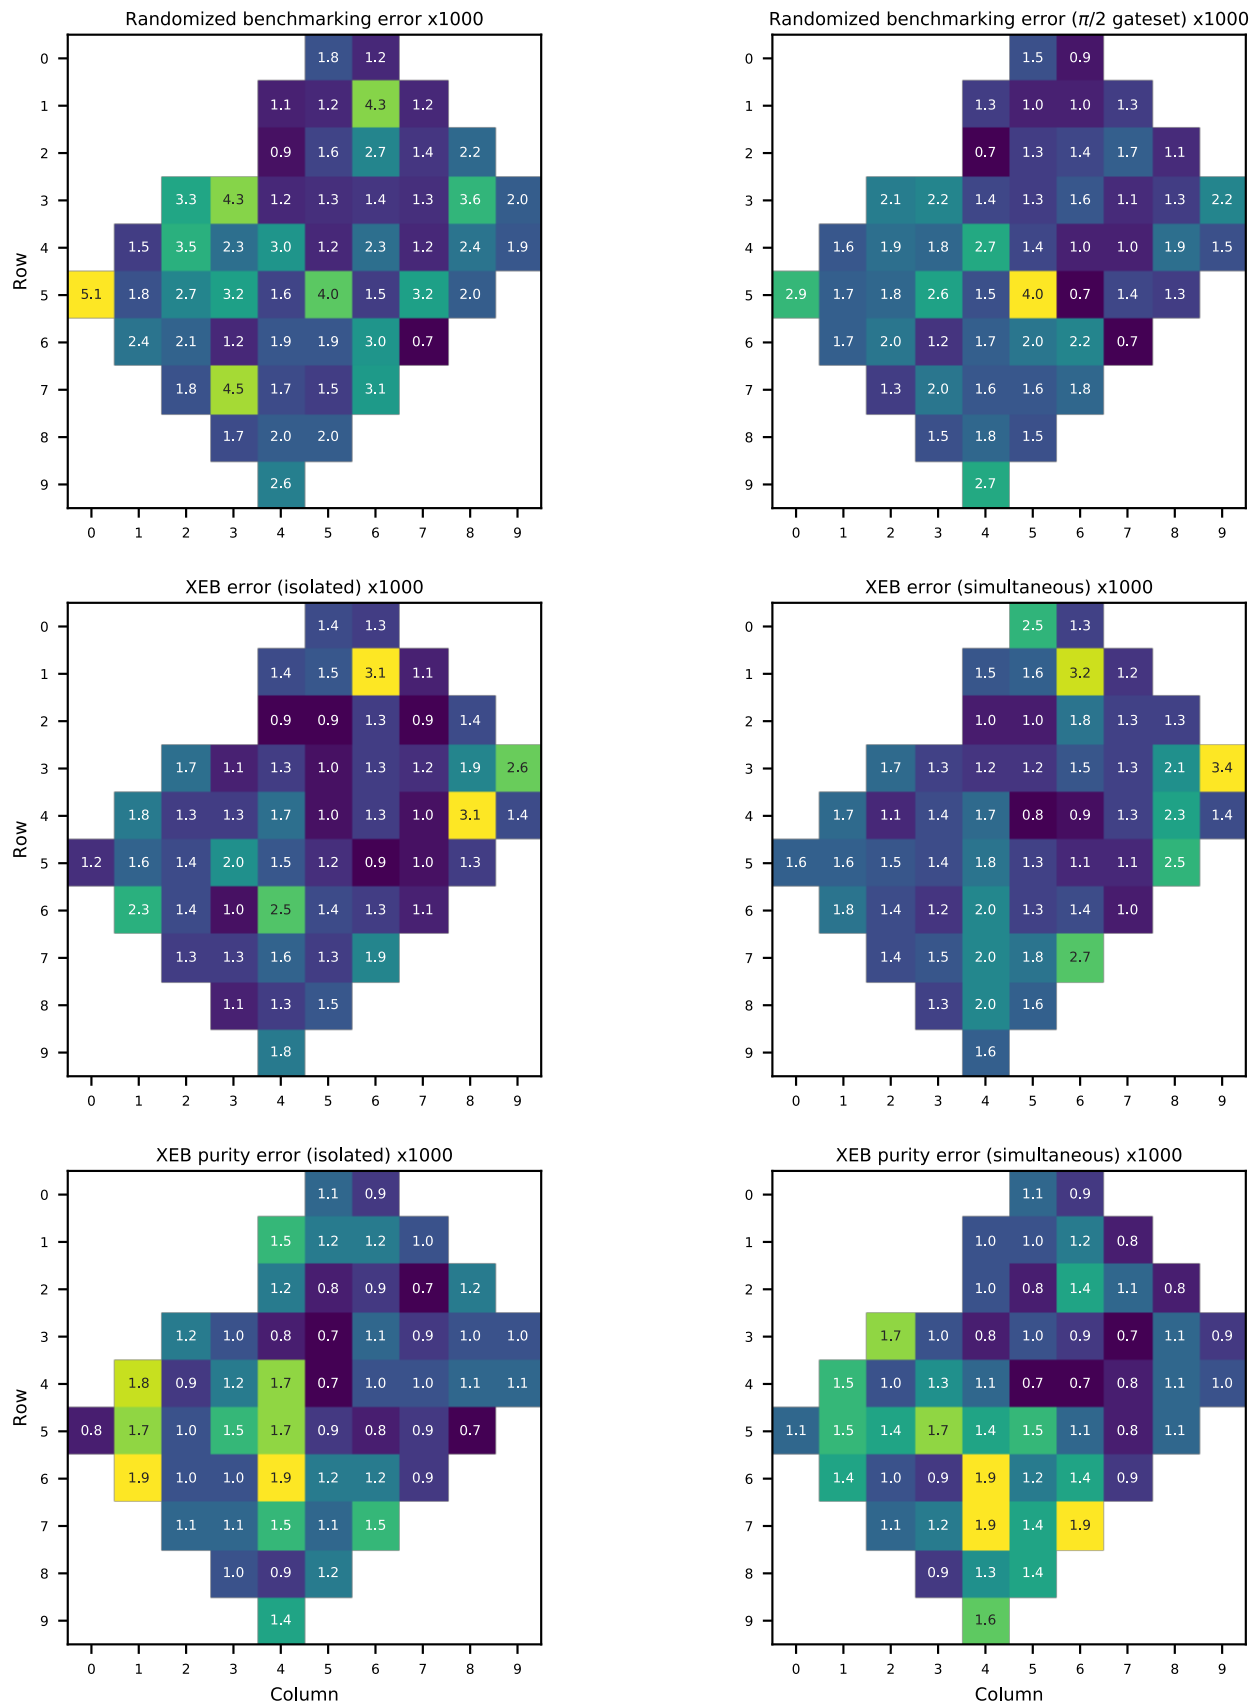 Randomized benchmarking error x1000
0 1.8 1.2
1 1.1 1.2 4.3 1.2
2 0.9 1.6 2.7 1.4 2.2
3 3.3 4.3 1.2 1.3 1.4 1.3 3.6 2.0
4 1.5 3.5 2.3 3.0 1.2 2.3 1.2 2.4 1.9
Row
5 5.1 1.8 2.7 3.2 1.6 4.0 1.5 3.2 2.0
6 2.4 2.1 1.2 1.9 1.9 3.0 0.7
7 1.8 4.5 1.7 1.5 3.1
8 1.7 2.0 2.0
9 2.6
0 1 2 3 4 5 6 7 8 9
Randomized benchmarking error (π/2 gateset) x1000
0 1.5 0.9
1 1.3 1.0 1.0 1.3
2 0.7 1.3 1.4 1.7 1.1
3 2.1 2.2 1.4 1.3 1.6 1.1 1.3 2.2
4 1.6 1.9 1.8 2.7 1.4 1.0 1.0 1.9 1.5
5 2.9 1.7 1.8 2.6 1.5 4.0 0.7 1.4 1.3
6 1.7 2.0 1.2 1.7 2.0 2.2 0.7
7 1.3 2.0 1.6 1.6 1.8
8 1.5 1.8 1.5
9 2.7
0 1 2 3 4 5 6 7 8 9
XEB error (isolated) x1000
0 1.4 1.3
1 1.4 1.5 3.1 1.1
2 0.9 0.9 1.3 0.9 1.4
3 1.7 1.1 1.3 1.0 1.3 1.2 1.9 2.6
4 1.8 1.3 1.3 1.7 1.0 1.3 1.0 3.1 1.4
Row
5 1.2 1.6 1.4 2.0 1.5 1.2 0.9 1.0 1.3
6 2.3 1.4 1.0 2.5 1.4 1.3 1.1
7 1.3 1.3 1.6 1.3 1.9
8 1.1 1.3 1.5
9 1.8
0 1 2 3 4 5 6 7 8 9
XEB error (simultaneous) x1000
0 2.5 1.3
1 1.5 1.6 3.2 1.2
2 1.0 1.0 1.8 1.3 1.3
3 1.7 1.3 1.2 1.2 1.5 1.3 2.1 3.4
4 1.7 1.1 1.4 1.7 0.8 0.9 1.3 2.3 1.4
5 1.6 1.6 1.5 1.4 1.8 1.3 1.1 1.1 2.5
6 1.8 1.4 1.2 2.0 1.3 1.4 1.0
7 1.4 1.5 2.0 1.8 2.7
8 1.3 2.0 1.6
9 1.6
0 1 2 3 4 5 6 7 8 9
XEB purity error (isolated) x1000
0 1.1 0.9
1 1.5 1.2 1.2 1.0
2 1.2 0.8 0.9 0.7 1.2
3 1.2 1.0 0.8 0.7 1.1 0.9 1.0 1.0
4 1.8 0.9 1.2 1.7 0.7 1.0 1.0 1.1 1.1
Row
5 0.8 1.7 1.0 1.5 1.7 0.9 0.8 0.9 0.7
6 1.9 1.0 1.0 1.9 1.2 1.2 0.9
7 1.1 1.1 1.5 1.1 1.5
8 1.0 0.9 1.2
9 1.4
0 1 2 3 4 5 6 7 8 9
Column
XEB purity error (simultaneous) x1000
0 1.1 0.9
1 1.0 1.0 1.2 0.8
2 1.0 0.8 1.4 1.1 0.8
3 1.7 1.0 0.8 1.0 0.9 0.7 1.1 0.9
4 1.5 1.0 1.3 1.1 0.7 0.7 0.8 1.1 1.0
5 1.1 1.5 1.4 1.7 1.4 1.5 1.1 0.8 1.1
6 1.4 1.0 0.9 1.9 1.2 1.4 0.9
7 1.1 1.2 1.9 1.4 1.9
8 0.9 1.3 1.4
9 1.6
0 1 2 3 4 5 6 7 8 9
Column